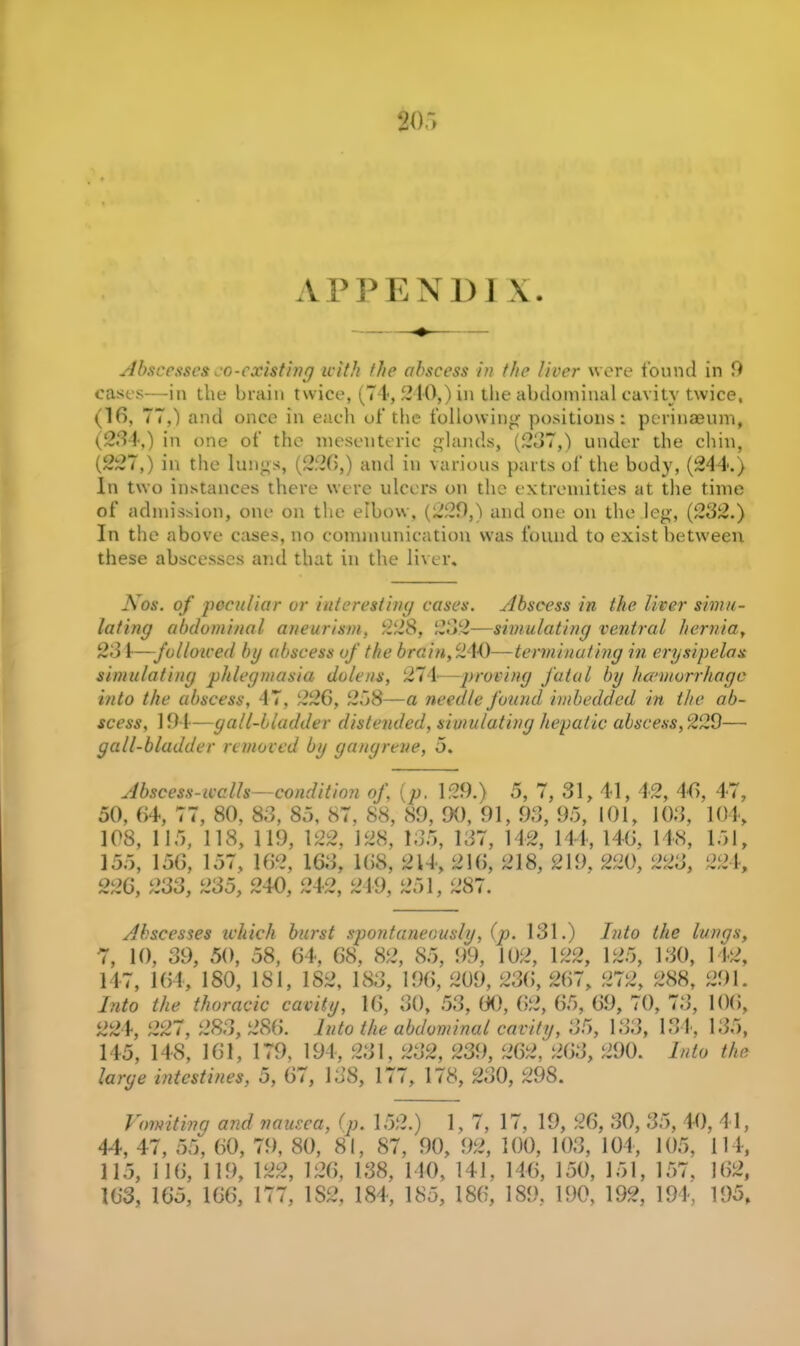 205
APPENDIX.
Abscesses co-existing with the abscess in the liver were found in 9
cases—in the brain twice, (74, 240,) in the abdominal cavity twice,
(16, 77,) and once in each of the following positions: perinæum,
(234,) in one of the mesenteric glands, (237,) under the chin,
(227,) in the lungs, (226,) and in various parts of the body, (244.)
In two instances there were ulcers on the extremities at the time
of admission, one on the elbow, (229,) and one on the leg, (232.)
In the above cases, no communication was found to exist between
these abscesses and that in the liver.
Nos. of peculiar or interesting cases. Abscess in the liver simu-
lating abdominal aneurism, 228, 232—simulating ventral hernia,
231—followed by abscess of the brain, 240—terminating in erysipelas
simulating phlegmasia dolens, 274—proving fatal by hæmorrhage
into the abscess, 47, 226, 258—a needle found imbedded in the ab-
scess, 194—gall-bladder distended, simulating hepatic abscess, 229—
gall-bladder removed by gangrene, 5.
Abscess-walls—condition of, (p. 129.) 5, 7, 31, 41, 42, 46, 47,
50, 64, 77, 80, 83, 85, 87, 88, 89, 90, 91, 93, 95, 101, 103, 104,
108, 115, 118, 119, 122, 128, 135, 137, 142, 144, 146, 148, 151,
155, 156, 157, 162, 163, 168, 214, 216, 218, 219, 220, 223, 224,
226, 233, 235, 240, 242, 249, 251, 287.
Abscesses which burst spontaneously, (p. 131.) Into the lungs,
7, 10, 39, 50, 58, 64, 68, 82, 85, 99, 102, 122, 125, 130, 142,
147, 164, 180, 181, 182, 183, 196, 209, 236, 267, 272, 288, 291.
Into the thoracic cavity, 16, 30, 53, 60, 62, 65, 69, 70, 73, 106,
224, 227, 283, 286. Into the abdominal cavity, 35, 133, 134, 135,
145, 148, 161, 179, 194, 231, 232, 239, 262, 263, 290. Into the
large intestines, 5, 67, 138, 177, 178, 230, 298.
Vomiting and nausea, (p. 152.) 1, 7, 17, 19, 26, 30, 35, 40, 41,
44, 47, 55, 60, 79, 80, 81, 87, 90, 92, 100, 103, 104, 105, 114,
115, 116, 119, 122, 126, 138, 140, 141, 146, 150, 151, 157, 162,
163, 165, 166, 177, 182, 184, 185, 186, 189, 190, 192, 194, 195,